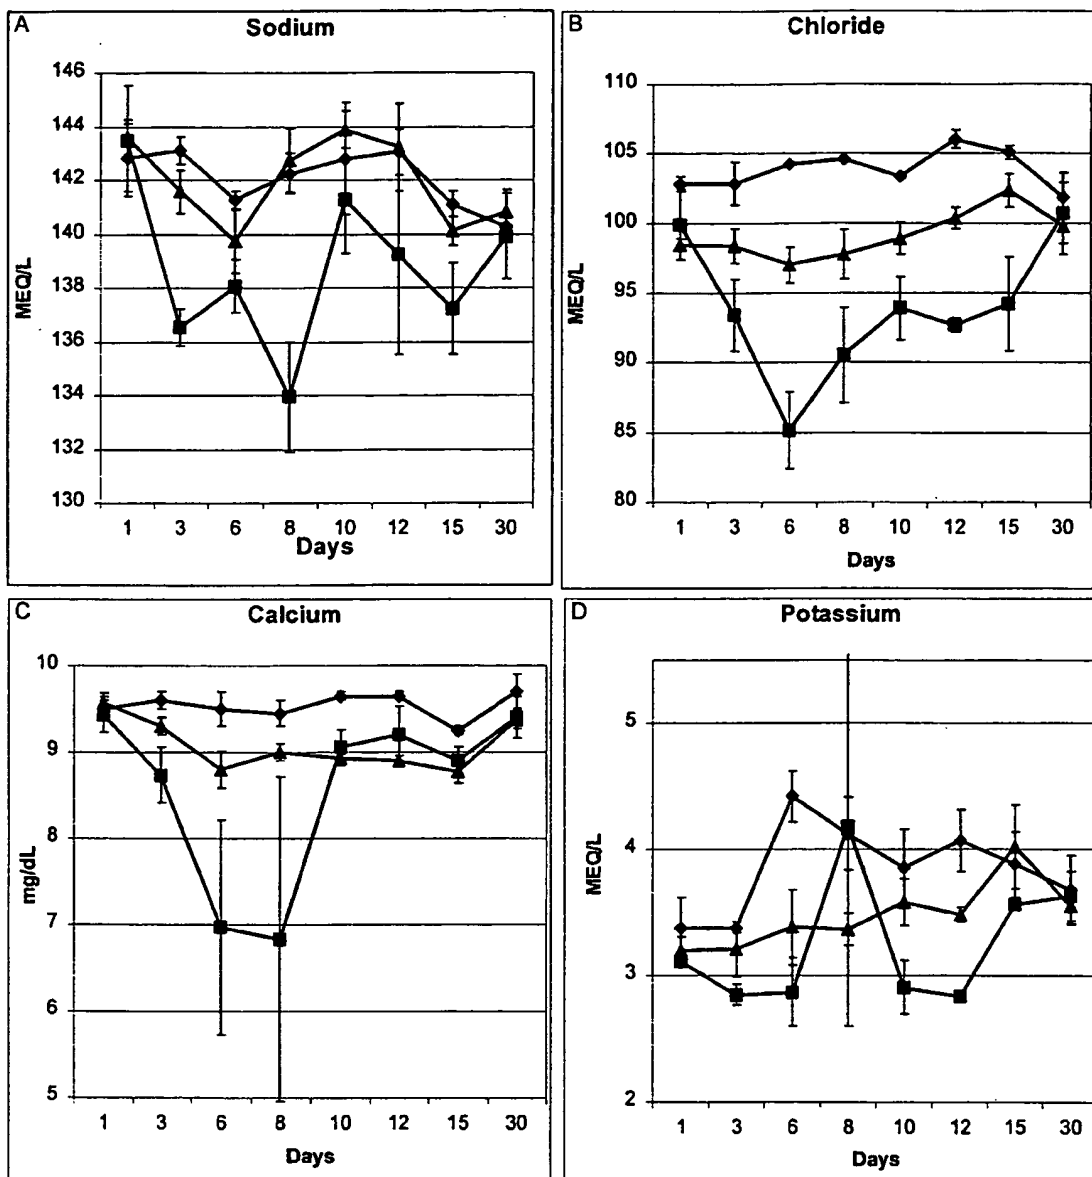 A
Sodium
146
144
142
140
138
136
134
132
130
MEQ/L
1 3 6 8 10 12 15 30
Days
B
Chloride
110
105
100
95
90
85
80
MEQ/L
1 3 6 8 10 12 15 30
Days
C
Calcium
10
9
8
7
6
5
mg/dL
1 3 6 8 10 12 15 30
Days
D
Potassium
5
4
3
2
MEQ/L
1 3 6 8 10 12 15 30
Days